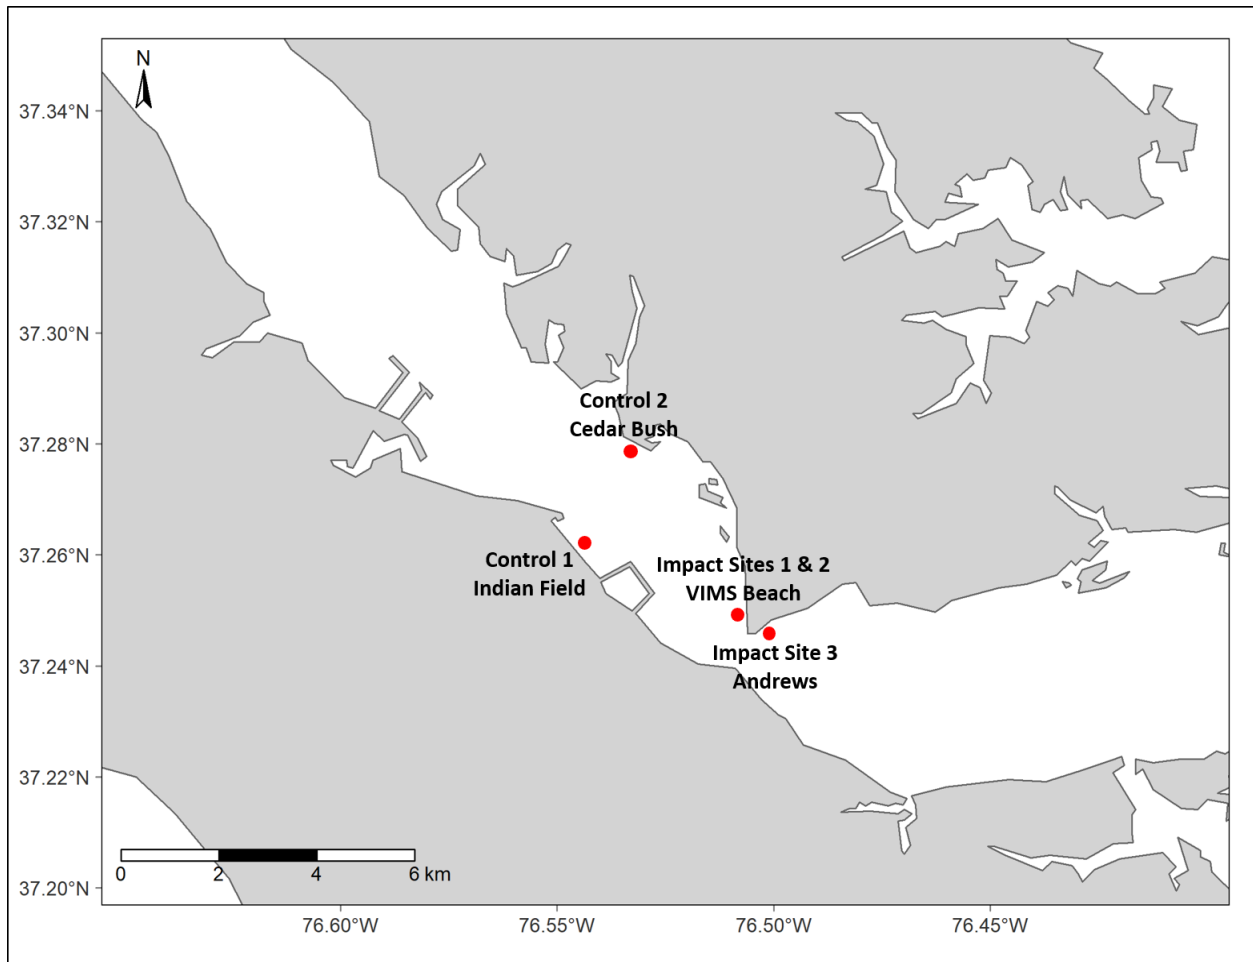 N
37.34°N
37.32°N
37.30°N
37.28°N
37.26°N
37.24°N
37.22°N
37.20°N
Control 2
Cedar Bush
Control 1
Indian Field
Impact Sites 1 & 2
VIMS Beach
Impact Site 3
Andrews
0 2 4 6 km
76.60°W 76.55°W 76.50°W 76.45°W